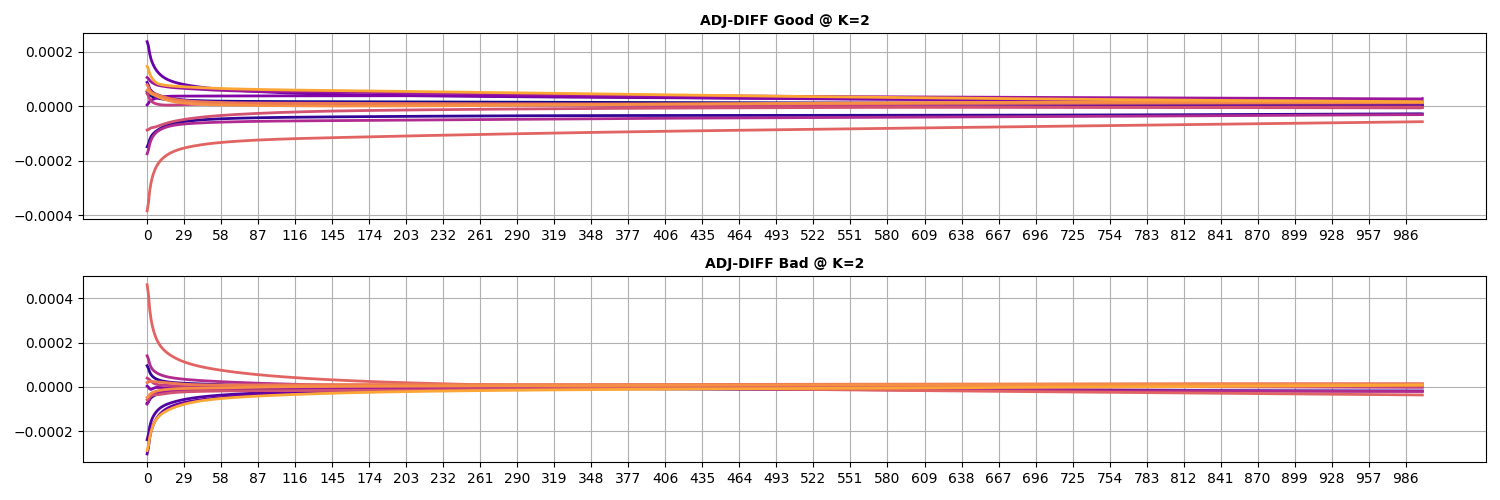 ADJ-DIFF Good @ K=2
0.0002
0.0000
−0.0002
−0.0004
0 29 58 87 116 145 174 203 232 261 290 319 348 377 406 435 464 493 522 551 580 609 638 667 696 725 754 783 812 841 870 899 928 957 986
ADJ-DIFF Bad @ K=2
0.0004
0.0002
0.0000
−0.0002
0 29 58 87 116 145 174 203 232 261 290 319 348 377 406 435 464 493 522 551 580 609 638 667 696 725 754 783 812 841 870 899 928 957 986